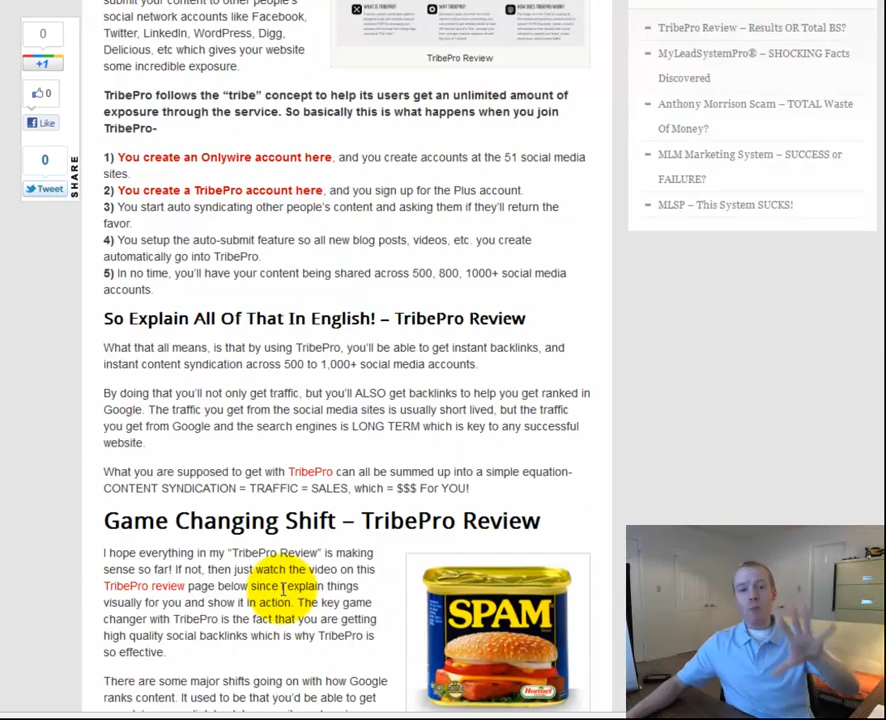 submit your content to other people's
social network accounts like Facebook,
Twitter, LinkedIn, WordPress, Digg,
Delicious, etc which gives your website
some incredible exposure.
WHAT IS TRIBEPRO?
WHY TRIBEPRO?
HOW DOES TRIBEPRO WORK?
TribePro Review
TribePro follows the “tribe” concept to help its users get an unlimited amount of
exposure through the service. So basically this is what happens when you join
TribePro-
1) You create an Onlywire account here, and you create accounts at the 51 social media
sites.
2) You create a TribePro account here, and you sign up for the Plus account.
3) You start auto syndicating other people's content and asking them if they'll return the
favor.
4) You setup the auto-submit feature so all new blog posts, videos, etc. you create
automatically go into TribePro.
5) In no time, you'll have your content being shared across 500, 800, 1000+ social media
accounts.
So Explain All Of That In English! – TribePro Review
What that all means, is that by using TribePro, you'll be able to get instant backlinks, and
instant content syndication across 500 to 1,000+ social media accounts.
By doing that you'll not only get traffic, but you'll ALSO get backlinks to help you get ranked in
Google. The traffic you get from the social media sites is usually short lived, but the traffic
you get from Google and the search engines is LONG TERM which is key to any successful
website.
What you are supposed to get with TribePro can all be summed up into a simple equation-
CONTENT SYNDICATION = TRAFFIC = SALES, which = $$$ For YOU!
Game Changing Shift – TribePro Review
I hope everything in my “TribePro Review” is making
sense so far! If not, then just watch the video on this
TribePro review page below since I explain things
visually for you and show it in action. The key game
changer with TribePro is the fact that you are getting
high quality social backlinks which is why TribePro is
so effective.
There are some major shifts going on with how Google
ranks content. It used to be that you'd be able to get
SPAM
Hormel
0
+1
0
Like
0
Tweet
SHARE
TribePro Review – Results OR Total BS?
MyLeadSystemPro® – SHOCKING Facts
Discovered
Anthony Morrison Scam – TOTAL Waste
Of Money?
MLM Marketing System – SUCCESS or
FAILURE?
MLSP – This System SUCKS!